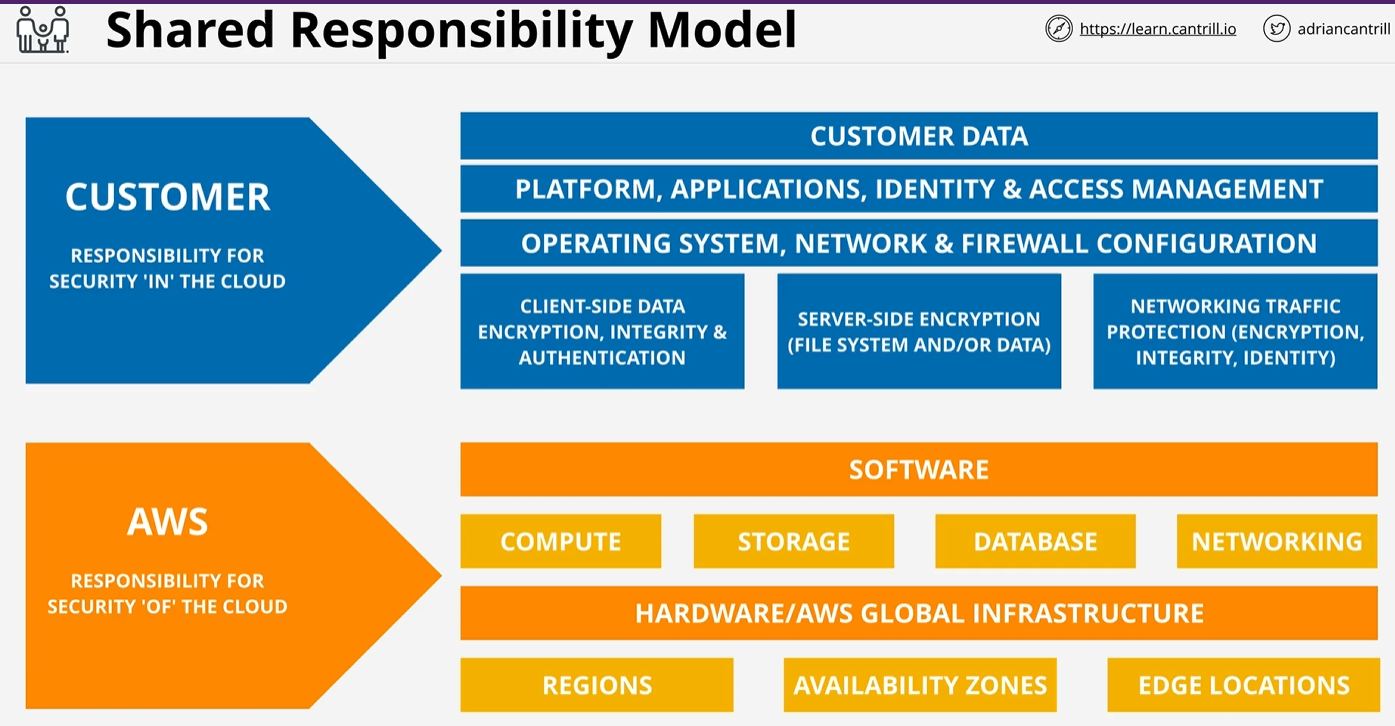 Shared Responsibility Model
https://learn.cantrill.io
adriancantrill
CUSTOMER
RESPONSIBILITY FOR
SECURITY 'IN' THE CLOUD
CUSTOMER DATA
PLATFORM, APPLICATIONS, IDENTITY & ACCESS MANAGEMENT
OPERATING SYSTEM, NETWORK & FIREWALL CONFIGURATION
CLIENT-SIDE DATA
ENCRYPTION, INTEGRITY &
AUTHENTICATION
SERVER-SIDE ENCRYPTION
(FILE SYSTEM AND/OR DATA)
NETWORKING TRAFFIC
PROTECTION (ENCRYPTION,
INTEGRITY, IDENTITY)
AWS
RESPONSIBILITY FOR
SECURITY 'OF' THE CLOUD
SOFTWARE
COMPUTE
STORAGE
DATABASE
NETWORKING
HARDWARE/AWS GLOBAL INFRASTRUCTURE
REGIONS
AVAILABILITY ZONES
EDGE LOCATIONS